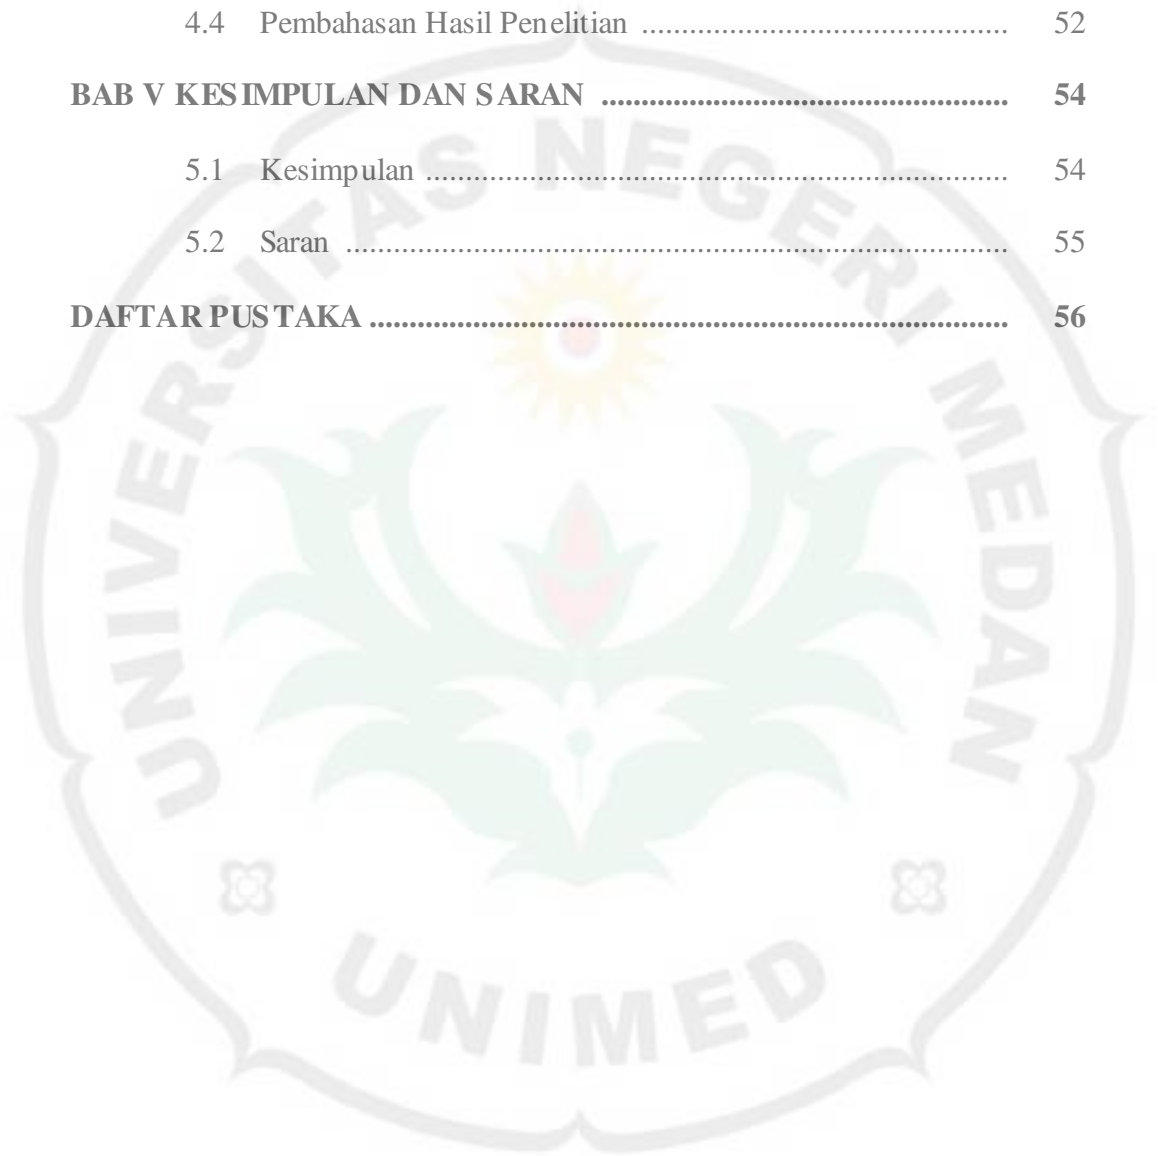 4.4 Pembahasan Hasil Penelitian ....................................... 52
BAB V KESIMPULAN DAN SARAN ................................................... 54
5.1 Kesimpulan ............................................................. 54
5.2 Saran ...................................................................... 55
DAFTAR PUSTAKA ................................................................................ 56
UNIVERSITAS NEGERI MEDAN
UNIMED